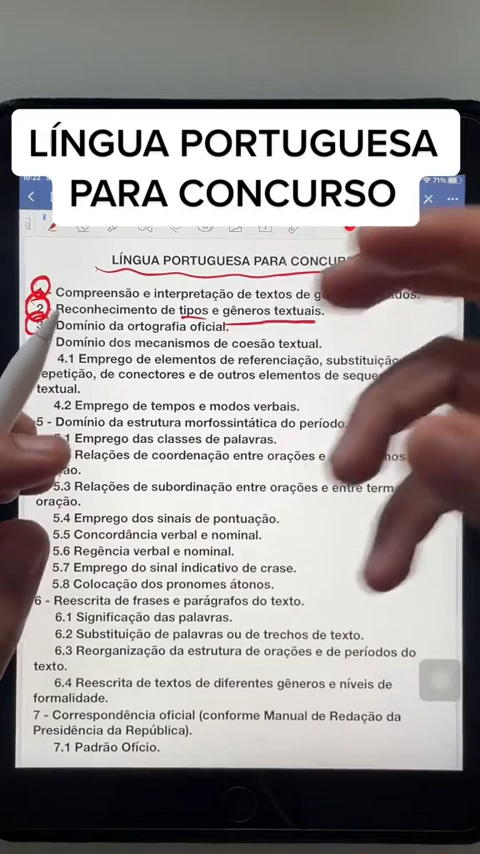 LÍNGUA PORTUGUESA
PARA CONCURSO
71%
LÍNGUA PORTUGUESA PARA CONCUR
Compreensão e interpretação de textos de
2 Reconhecimento de tipos e gêneros textuais.
3 Domínio da ortografia oficial.
Domínio dos mecanismos de coesão textual.
4.1 Emprego de elementos de referenciação, substituição
epetição, de conectores e de outros elementos de seque
textual.
4.2 Emprego de tempos e modos verbais.
5 - Domínio da estrutura morfossintática do período.
.1 Emprego das classes de palavras.
Relações de coordenação entre orações e
5.3 Relações de subordinação entre orações e entre term
oração.
5.4 Emprego dos sinais de pontuação.
5.5 Concordância verbal e nominal.
5.6 Regência verbal e nominal.
5.7 Emprego do sinal indicativo de crase.
5.8 Colocação dos pronomes átonos.
6 - Reescrita de frases e parágrafos do texto.
6.1 Significação das palavras.
6.2 Substituição de palavras ou de trechos de texto.
6.3 Reorganização da estrutura de orações e de períodos do
texto.
6.4 Reescrita de textos de diferentes gêneros e níveis de
formalidade.
7 - Correspondência oficial (conforme Manual de Redação da
Presidência da República).
7.1 Padrão Ofício.